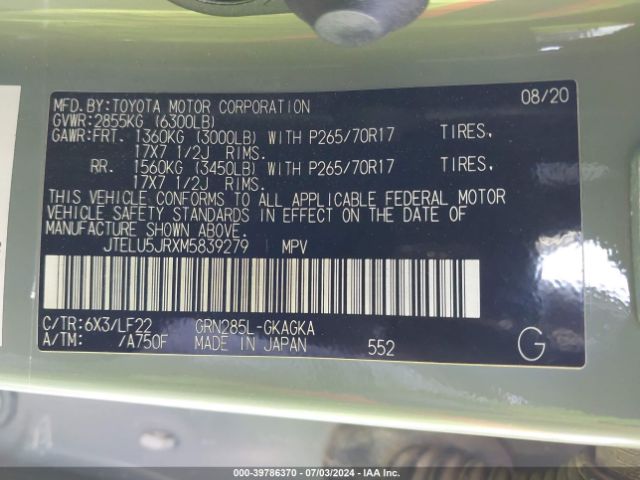 MFD.BY:TOYOTA MOTOR CORPORATION 08/20
GVWR:2855KG (6300LB)
GAWR:FRT. 1360KG (3000LB) WITH P265/70R17 TIRES,
17X7 1/2J RIMS.
RR. 1560KG (3450LB) WITH P265/70R17 TIRES,
17X7 1/2J RIMS.
THIS VEHICLE CONFORMS TO ALL APPLICABLE FEDERAL MOTOR
VEHICLE SAFETY STANDARDS IN EFFECT ON THE DATE OF
MANUFACTURE SHOWN ABOVE.
JTELU5JRXM5839279 MPV
C/TR:6X3/LF22 GRN285L-GKAGKA
A/TM: /A750F MADE IN JAPAN 552 G
000-39786370 - 07/03/2024 - IAA Inc.